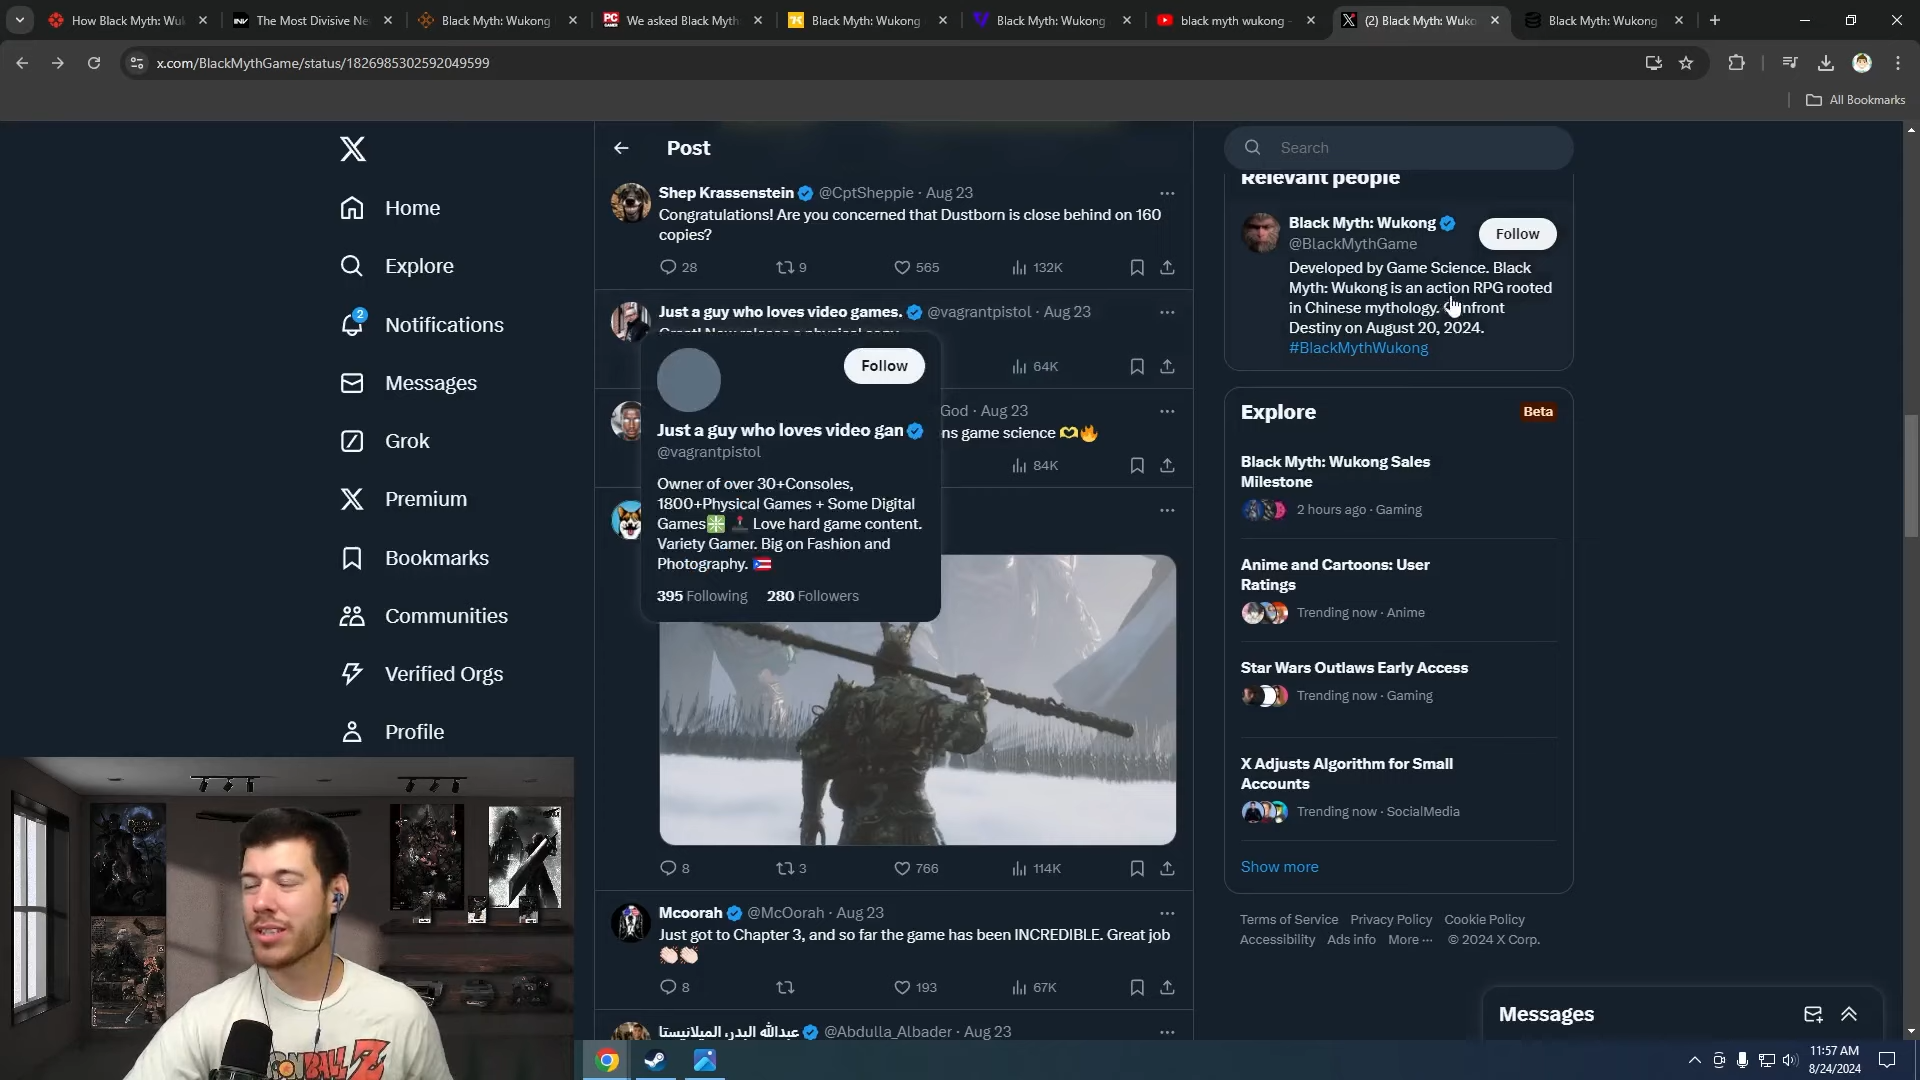 How Black Myth: Wuk
The Most Divisive Ne
Black Myth: Wukong
We asked Black Myth
Black Myth: Wukong
Black Myth: Wukong
black myth wukong -
(2) Black Myth: Wuko
Black Myth: Wukong
x.com/BlackMythGame/status/1826985302592049599
All Bookmarks
Home
Explore
2
Notifications
Messages
Grok
Premium
Bookmarks
Communities
Verified Orgs
Profile
Post
Shep Krassenstein @CptSheppie · Aug 23
Congratulations! Are you concerned that Dustborn is close behind on 160
copies?
28 9 565 132K
Just a guy who loves video games. @vagrantpistol · Aug 23
64K
Follow
Just a guy who loves video gan
@vagrantpistol
Owner of over 30+Consoles,
1800+Physical Games + Some Digital
Games❇️ 🕹️ Love hard game content.
Variety Gamer. Big on Fashion and
Photography. 🇵🇷
395 Following 280 Followers
God · Aug 23
ns game science 🫶🔥
84K
8 3 766 114K
Mcoorah @McOorah · Aug 23
Just got to Chapter 3, and so far the game has been INCREDIBLE. Great job
👏🏻👏🏻
8 193 67K
عبدالله البدر، الميلانيستا @Abdulla_Albader · Aug 23
Search
Relevant people
Black Myth: Wukong
@BlackMythGame
Follow
Developed by Game Science. Black
Myth: Wukong is an action RPG rooted
in Chinese mythology. Confront
Destiny on August 20, 2024.
#BlackMythWukong
Explore
Beta
Black Myth: Wukong Sales
Milestone
2 hours ago · Gaming
Anime and Cartoons: User
Ratings
Trending now · Anime
Star Wars Outlaws Early Access
Trending now · Gaming
X Adjusts Algorithm for Small
Accounts
Trending now · SocialMedia
Show more
Terms of Service Privacy Policy Cookie Policy
Accessibility Ads info More ··· © 2024 X Corp.
Messages
11:57 AM
8/24/2024